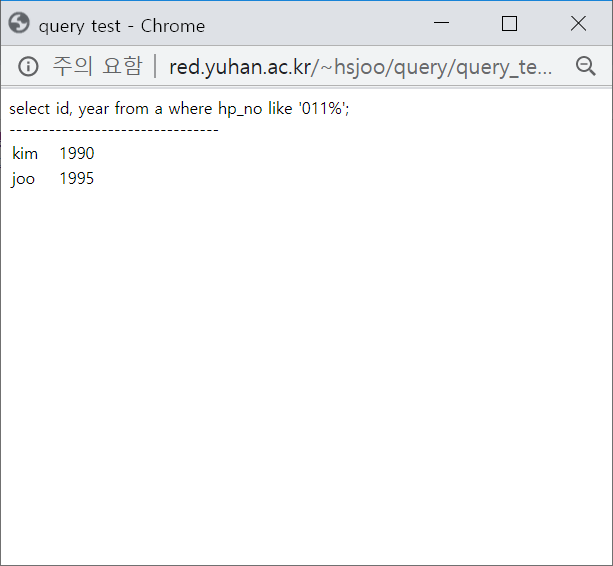 query test - Chrome
주의 요함 | red.yuhan.ac.kr/~hsjoo/query/query_te...
select id, year from a where hp_no like '011%';
--------------------------------
kim 1990
joo 1995